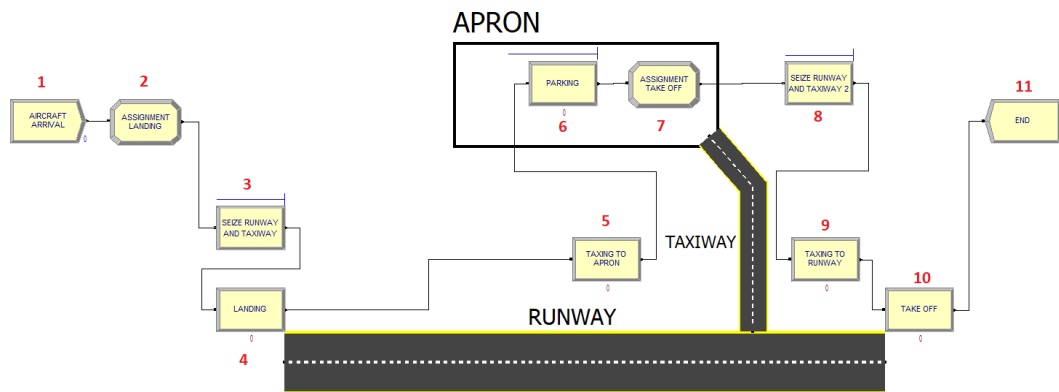 APRON
1
2
11
AIRCRAFT
ARRIVAL
0
ASSIGNMENT
LANDING
PARKING
0
6
ASSIGNMENT
TAKE OFF
7
SEIZE RUNWAY
AND TAXIWAY 2
8
END
3
SEIZE RUNWAY
AND TAXIWAY
5
TAXING TO
APRON
0
TAXIWAY
9
TAXING TO
RUNWAY
0
10
LANDING
0
4
RUNWAY
TAKE OFF
0